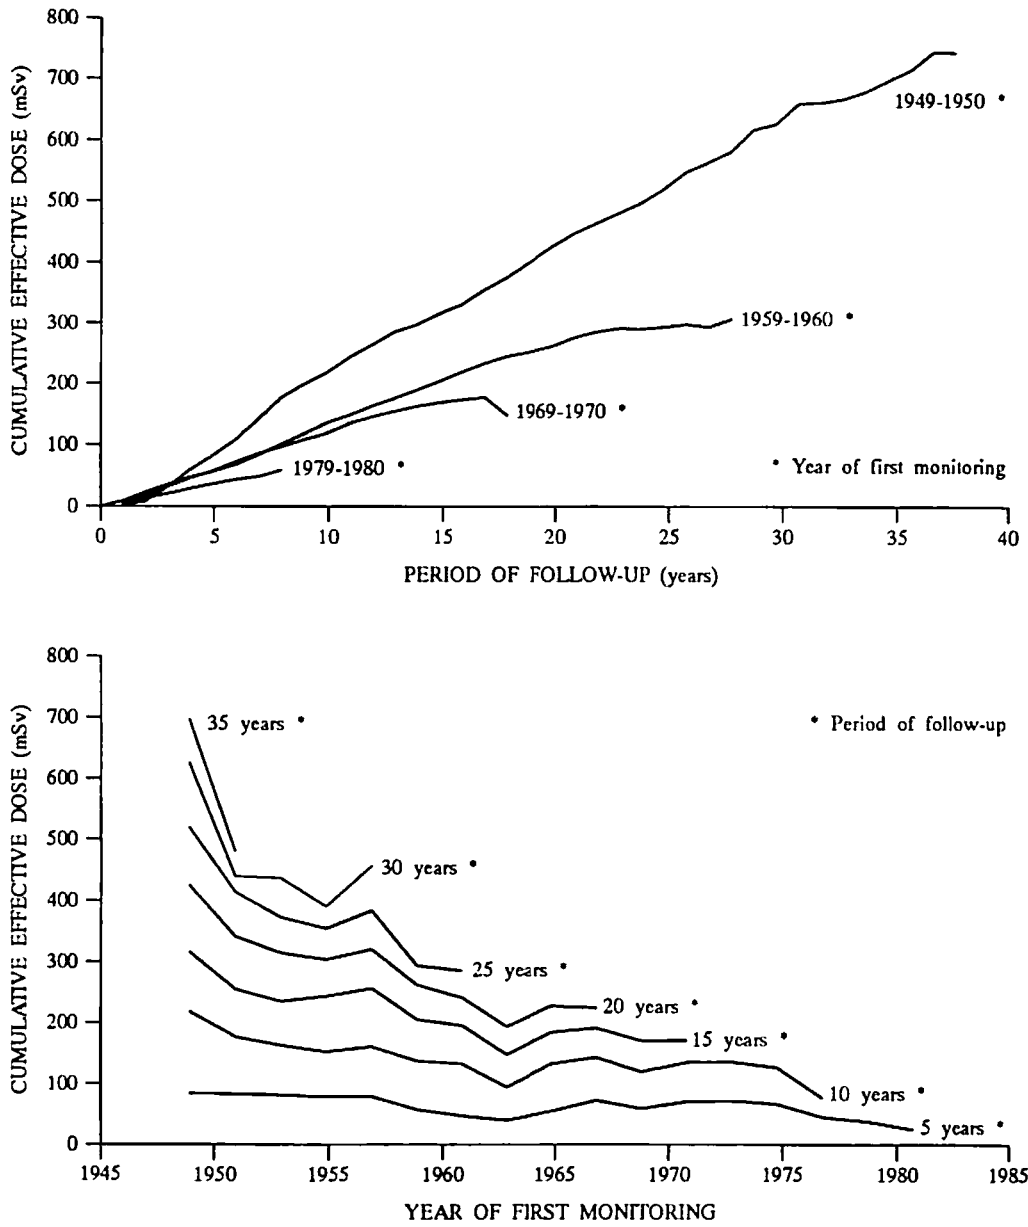 800
700
600
500
400
300
200
100
0
CUMULATIVE EFFECTIVE DOSE (mSv)
1949-1950 *
1959-1960 *
1969-1970 *
1979-1980 *
* Year of first monitoring
0 5 10 15 20 25 30 35 40
PERIOD OF FOLLOW-UP (years)
800
700
600
500
400
300
200
100
0
CUMULATIVE EFFECTIVE DOSE (mSv)
35 years *
* Period of follow-up
30 years *
25 years *
20 years *
15 years *
10 years *
5 years *
1945 1950 1955 1960 1965 1970 1975 1980 1985
YEAR OF FIRST MONITORING